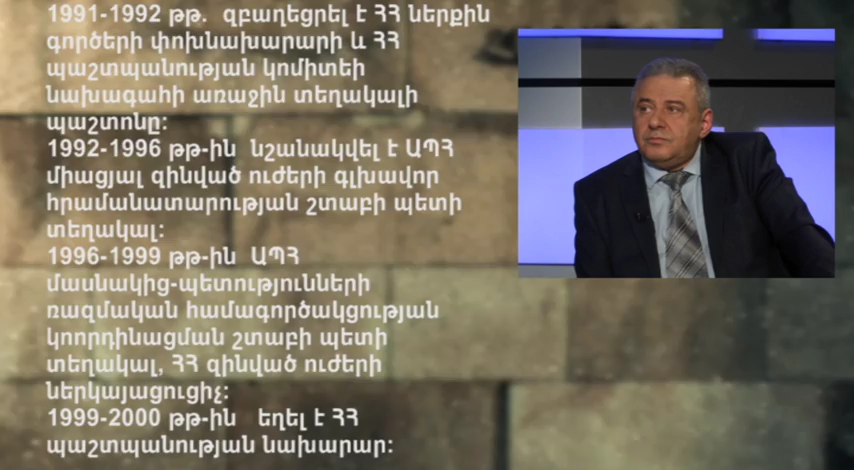 1991-1992 թթ. զբաղեցրել է ՀՀ ներքին
գործերի փոխնախարարի և ՀՀ
պաշտպանության կոմիտեի
նախագահի առաջին տեղակալի
պաշտոնը:
1992-1996 թթ-ին նշանակվել է ԱՊՀ
միացյալ զինված ուժերի գլխավոր
հրամանատարության շտաբի պետի
տեղակալ:
1996-1999 թթ-ին ԱՊՀ
մասնակից-պետությունների
ռազմական համագործակցության
կոորդինացման շտաբի պետի
տեղակալ, ՀՀ զինված ուժերի
ներկայացուցիչ:
1999-2000 թթ-ին եղել է ՀՀ
պաշտպանության նախարար: